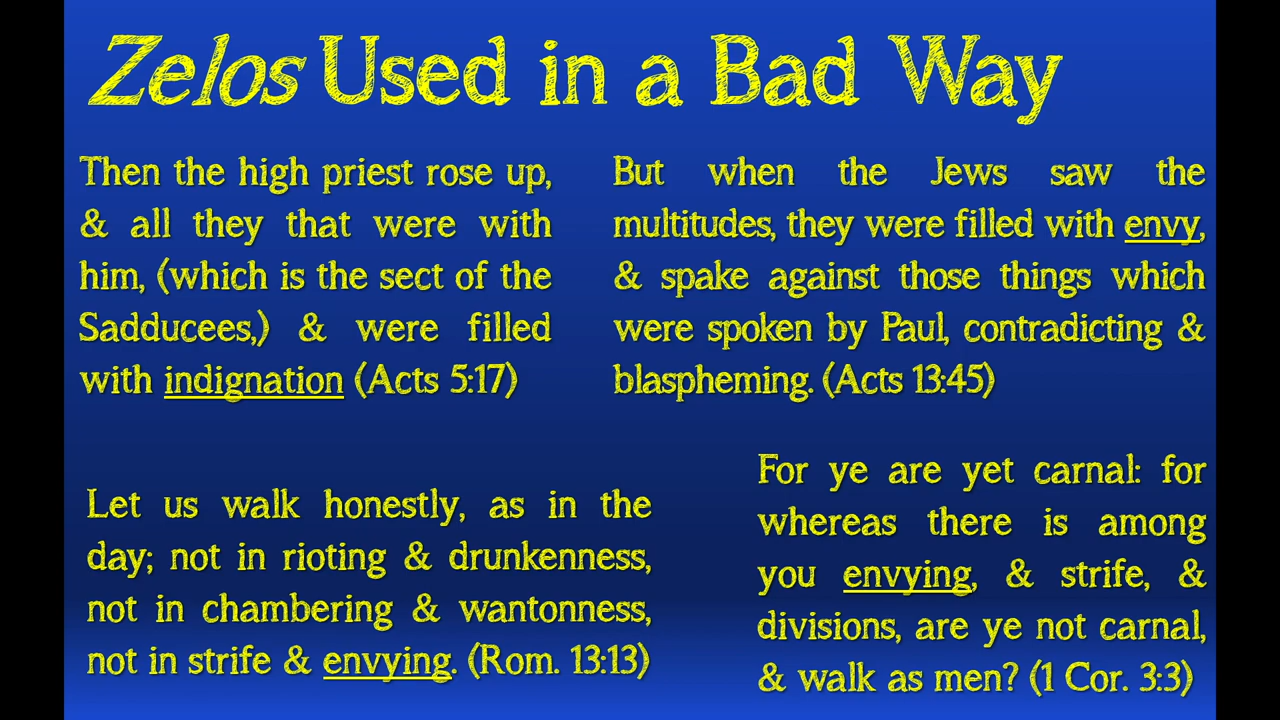 Zelos Used in a Bad Way
Then the high priest rose up,
& all they that were with
him, (which is the sect of the
Sadducees,) & were filled
with indignation (Acts 5:17)
But when the Jews saw the
multitudes, they were filled with envy,
& spake against those things which
were spoken by Paul, contradicting &
blaspheming. (Acts 13:45)
Let us walk honestly, as in the
day; not in rioting & drunkenness,
not in chambering & wantonness,
not in strife & envying. (Rom. 13:13)
For ye are yet carnal: for
whereas there is among
you envying, & strife, &
divisions, are ye not carnal,
& walk as men? (1 Cor. 3:3)